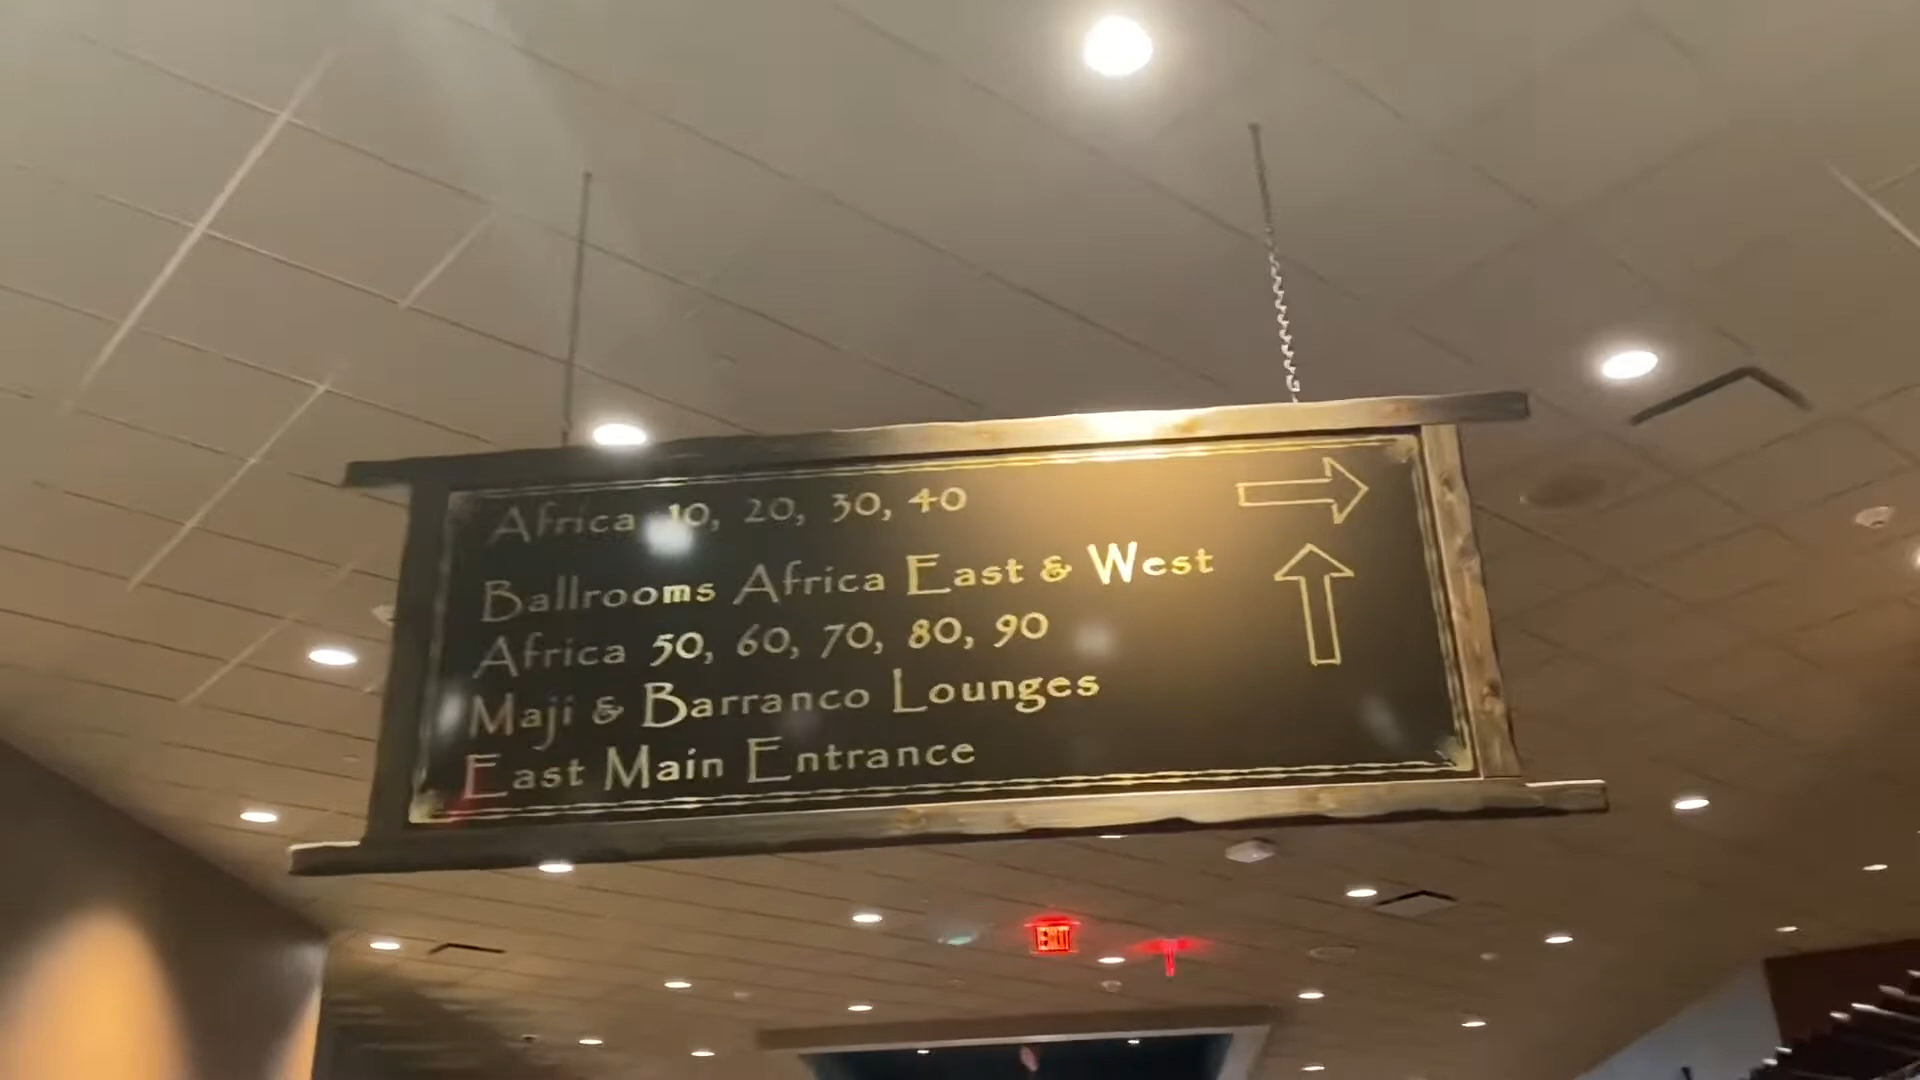 Africa 10, 20, 30, 40
Ballrooms Africa East & West
Africa 50, 60, 70, 80, 90
Maji & Barranco Lounges
East Main Entrance
EXIT